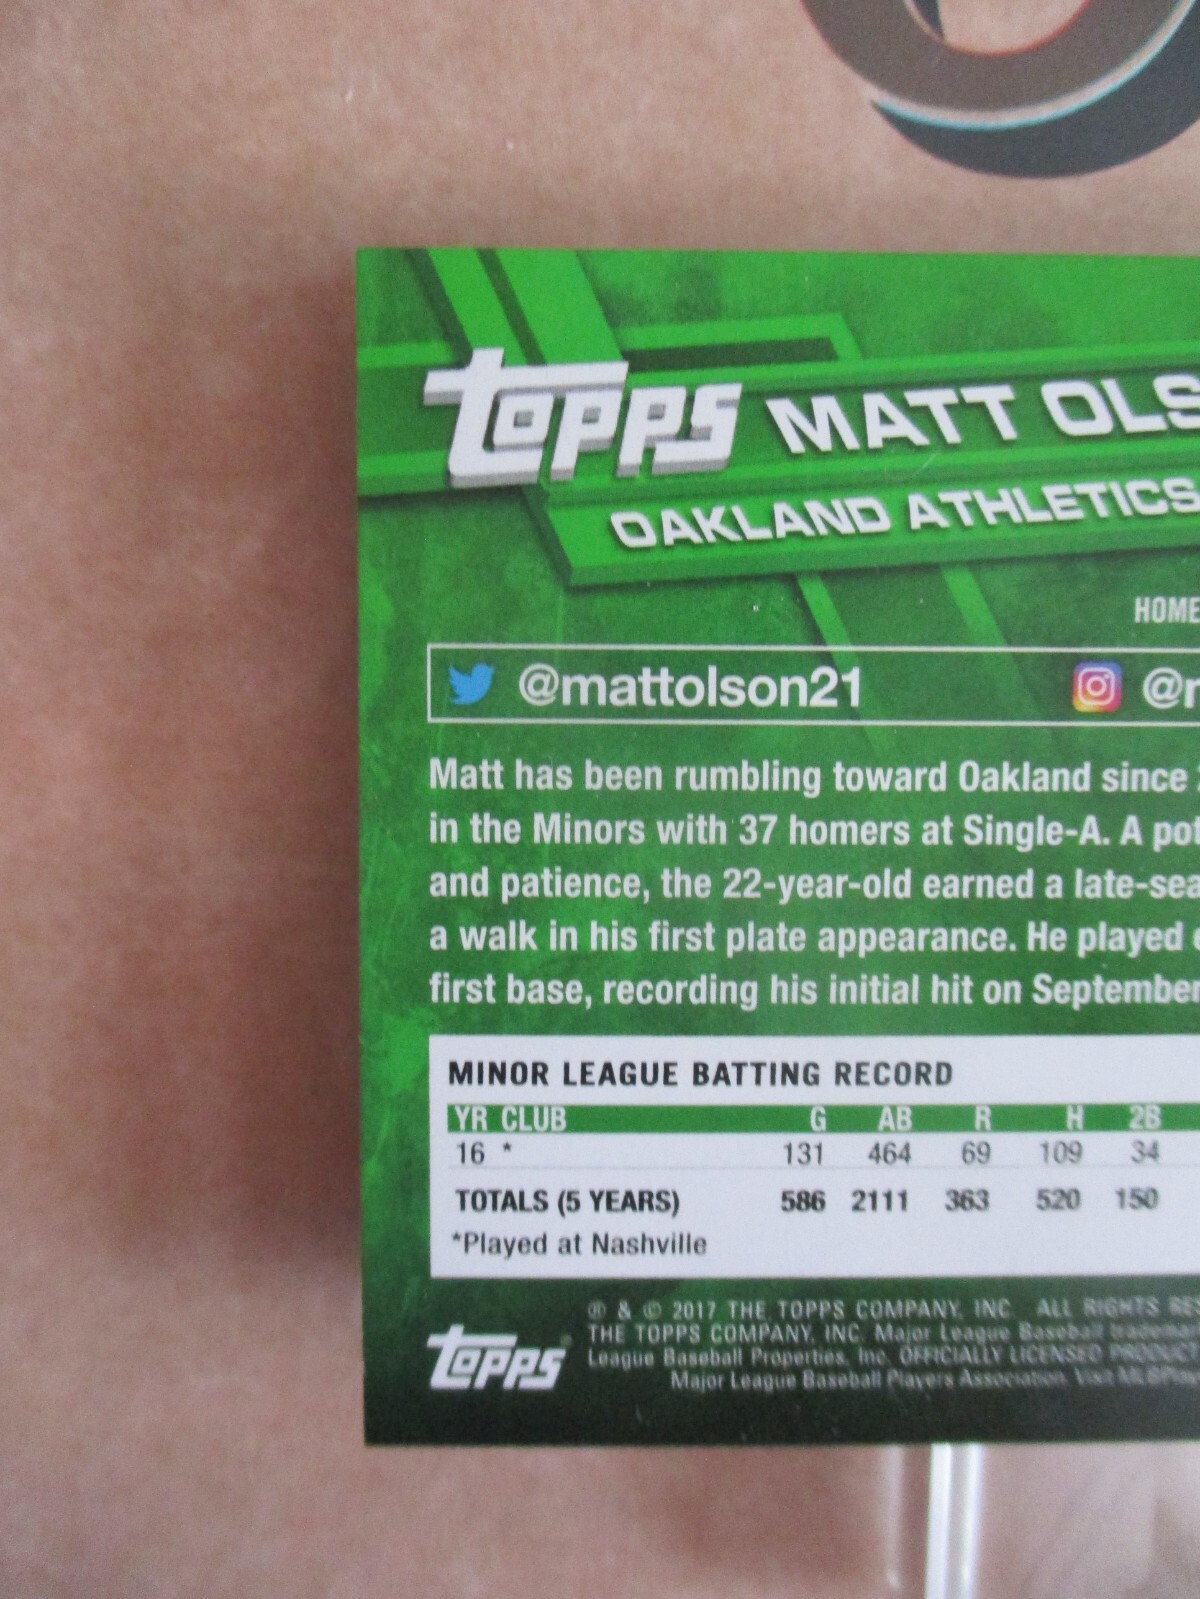 topps MATT OLS
OAKLAND ATHLETICS
HOME
@mattolson21
Matt has been rumbling toward Oakland since
in the Minors with 37 homers at Single-A. A
and patience, the 22-year-old earned a
a walk in his first plate appearance. He played
first base, recording his initial hit on September
MINOR LEAGUE BATTING RECORD
YR CLUB G AB R H 2B
16 * 131 464 69 109 34
TOTALS (5 YEARS) 586 2111 363 520 150
*Played at Nashville
® & © 2017 THE TOPPS COMPANY, INC. ALL RIGHTS
THE TOPPS COMPANY, INC. Major League Baseball
League Baseball Properties, Inc. OFFICIALLY LICENSED PRODUCT
topps Major League Baseball Players Association. Visit